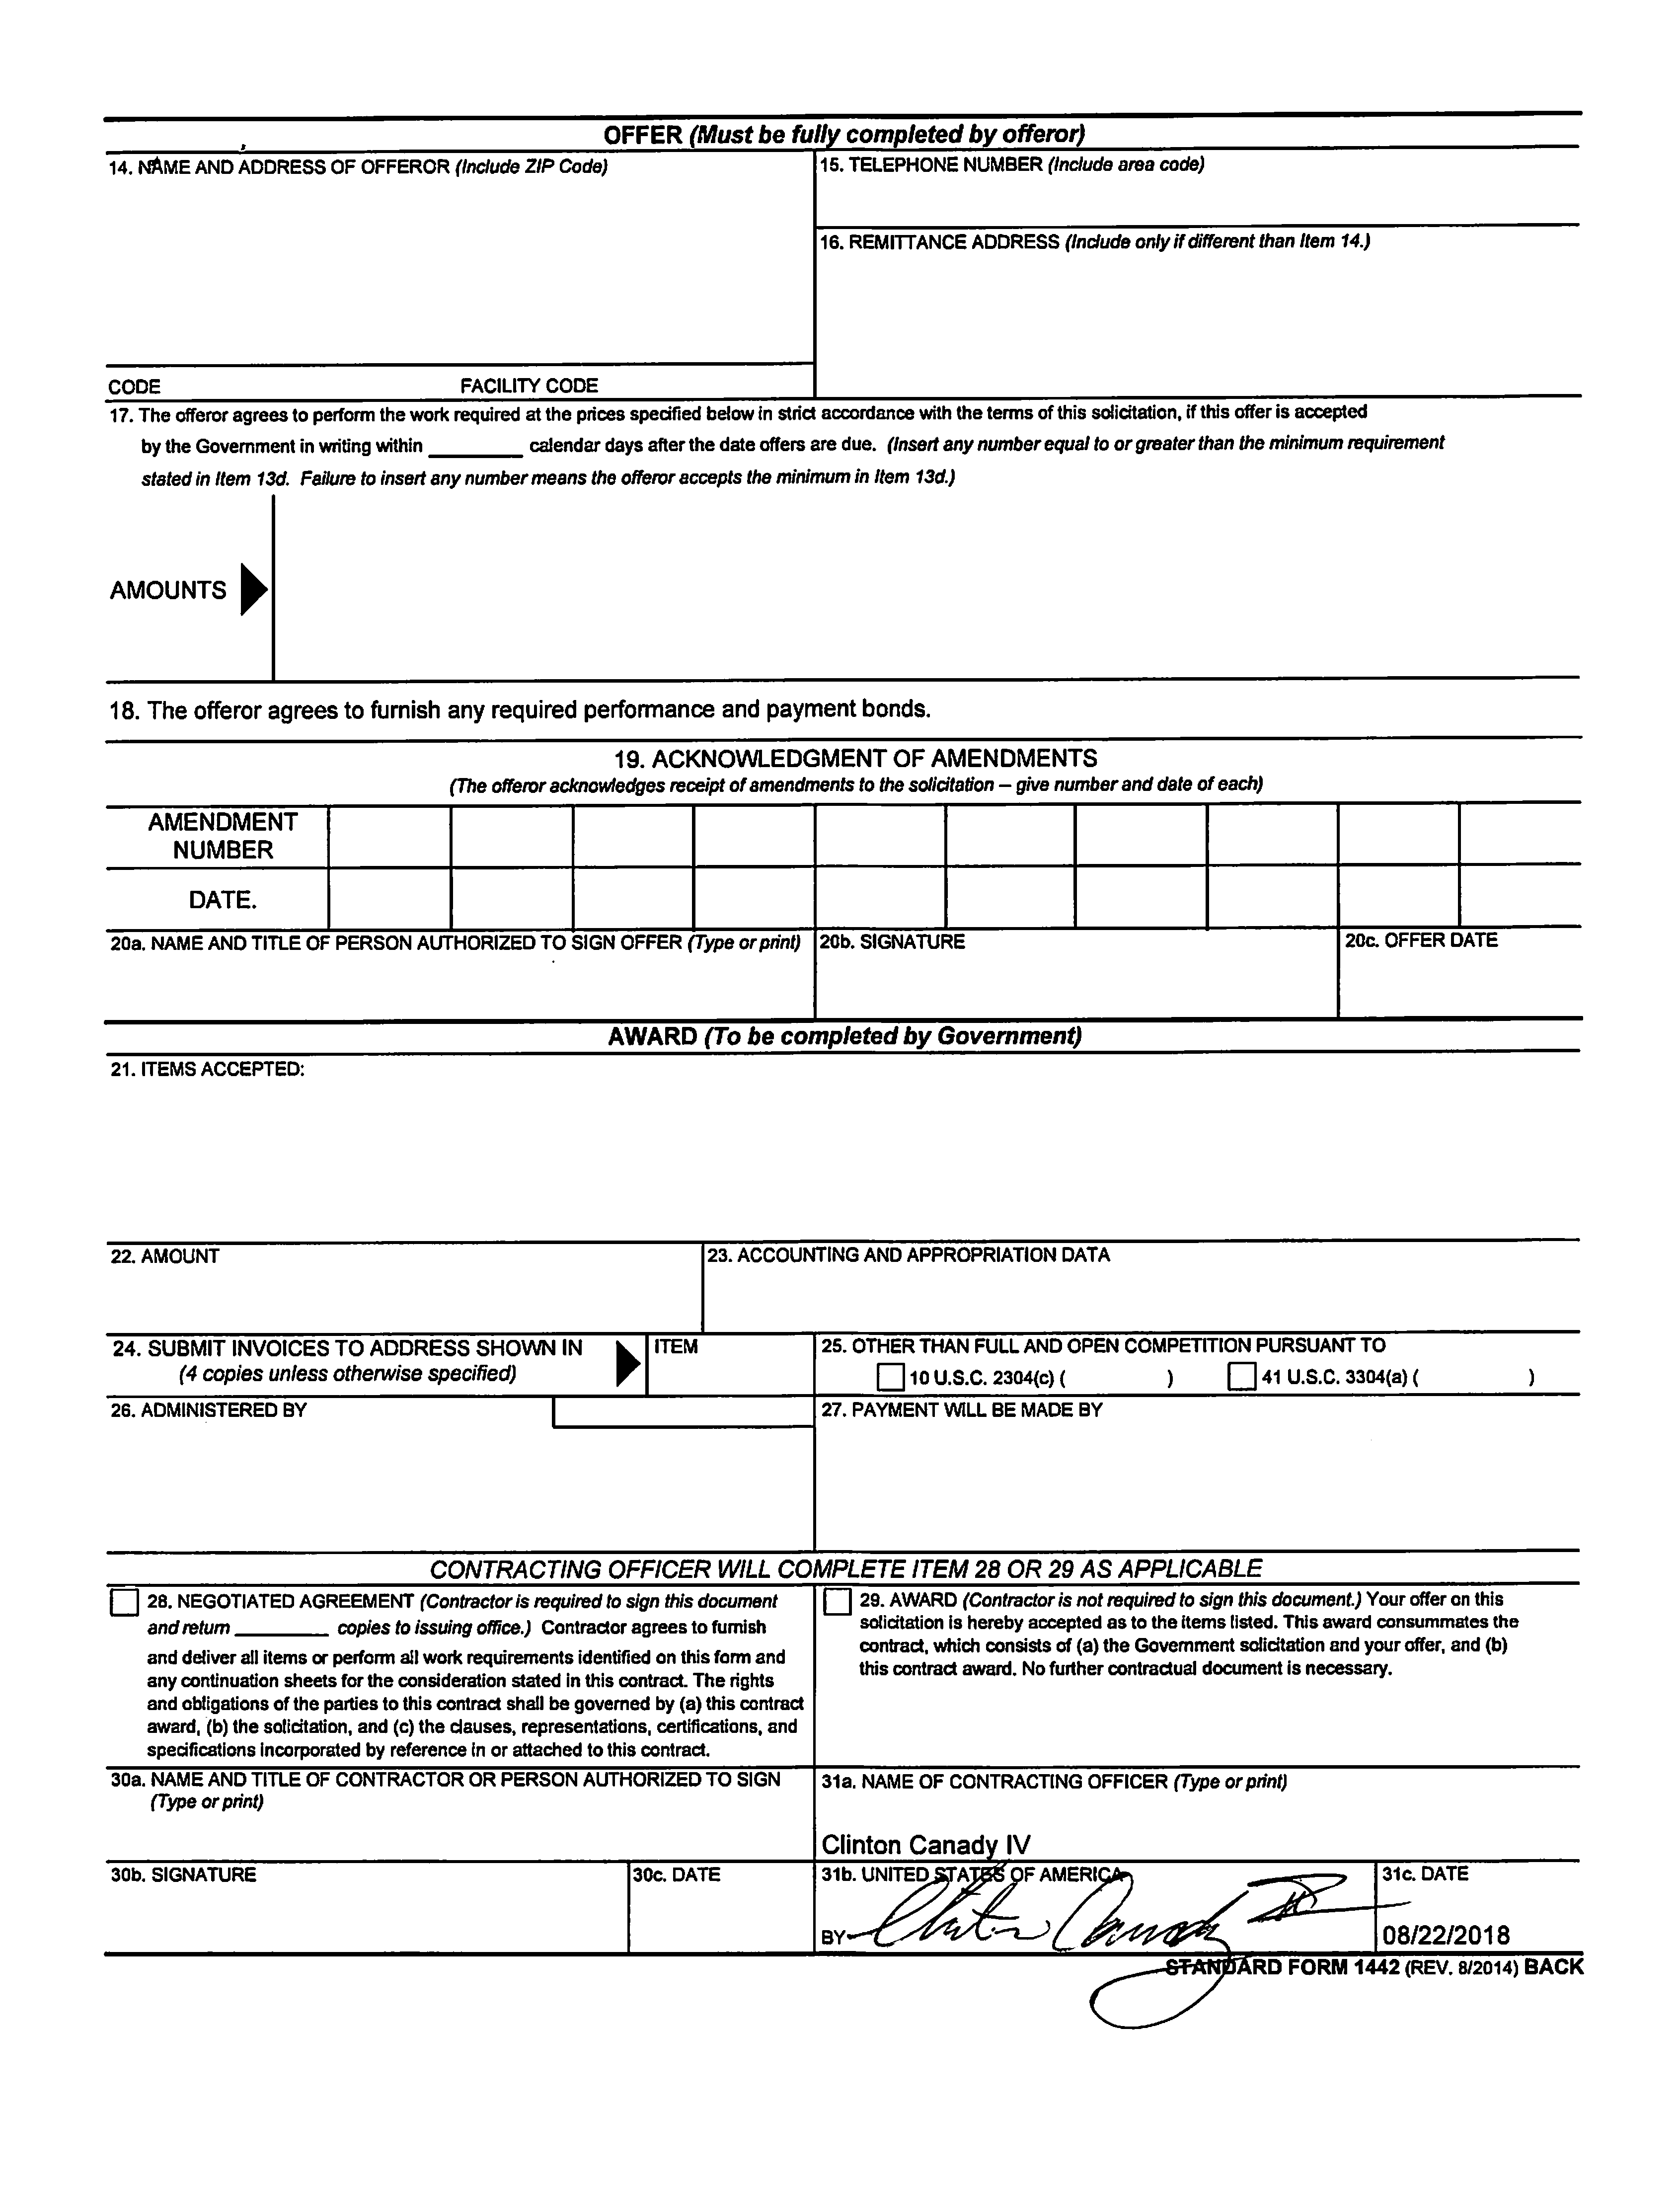 OFFER (Must be fully completed by offeror)
14. NAME AND ADDRESS OF OFFEROR (Include ZIP Code)
15. TELEPHONE NUMBER (Include area code)
16. REMITTANCE ADDRESS (Include only if different than Item 14.)
CODE FACILITY CODE
17. The offeror agrees to perform the work required at the prices specified below in strict accordance with the terms of this solicitation, if this offer is accepted
by the Government in writing within ________ calendar days after the date offers are due. (Insert any number equal to or greater than the minimum requirement
stated in Item 13d. Failure to insert any number means the offeror accepts the minimum in Item 13d.)
AMOUNTS
18. The offeror agrees to furnish any required performance and payment bonds.
19. ACKNOWLEDGMENT OF AMENDMENTS
(The offeror acknowledges receipt of amendments to the solicitation – give number and date of each)
AMENDMENT
NUMBER
DATE.
20a. NAME AND TITLE OF PERSON AUTHORIZED TO SIGN OFFER (Type or print)
20b. SIGNATURE
20c. OFFER DATE
AWARD (To be completed by Government)
21. ITEMS ACCEPTED:
22. AMOUNT
23. ACCOUNTING AND APPROPRIATION DATA
24. SUBMIT INVOICES TO ADDRESS SHOWN IN
(4 copies unless otherwise specified)
ITEM
25. OTHER THAN FULL AND OPEN COMPETITION PURSUANT TO
10 U.S.C. 2304(c) ( ) 41 U.S.C. 3304(a) ( )
26. ADMINISTERED BY
27. PAYMENT WILL BE MADE BY
CONTRACTING OFFICER WILL COMPLETE ITEM 28 OR 29 AS APPLICABLE
28. NEGOTIATED AGREEMENT (Contractor is required to sign this document
and return ________ copies to issuing office.) Contractor agrees to furnish
and deliver all items or perform all work requirements identified on this form and
any continuation sheets for the consideration stated in this contract. The rights
and obligations of the parties to this contract shall be governed by (a) this contract
award, (b) the solicitation, and (c) the clauses, representations, certifications, and
specifications incorporated by reference in or attached to this contract.
29. AWARD (Contractor is not required to sign this document.) Your offer on this
solicitation is hereby accepted as to the items listed. This award consummates the
contract, which consists of (a) the Government solicitation and your offer, and (b)
this contract award. No further contractual document is necessary.
30a. NAME AND TITLE OF CONTRACTOR OR PERSON AUTHORIZED TO SIGN
(Type or print)
31a. NAME OF CONTRACTING OFFICER (Type or print)
Clinton Canady IV
30b. SIGNATURE
30c. DATE
31b. UNITED STATES OF AMERICA
BY Clinton Canady IV
31c. DATE
08/22/2018
STANDARD FORM 1442 (REV. 8/2014) BACK